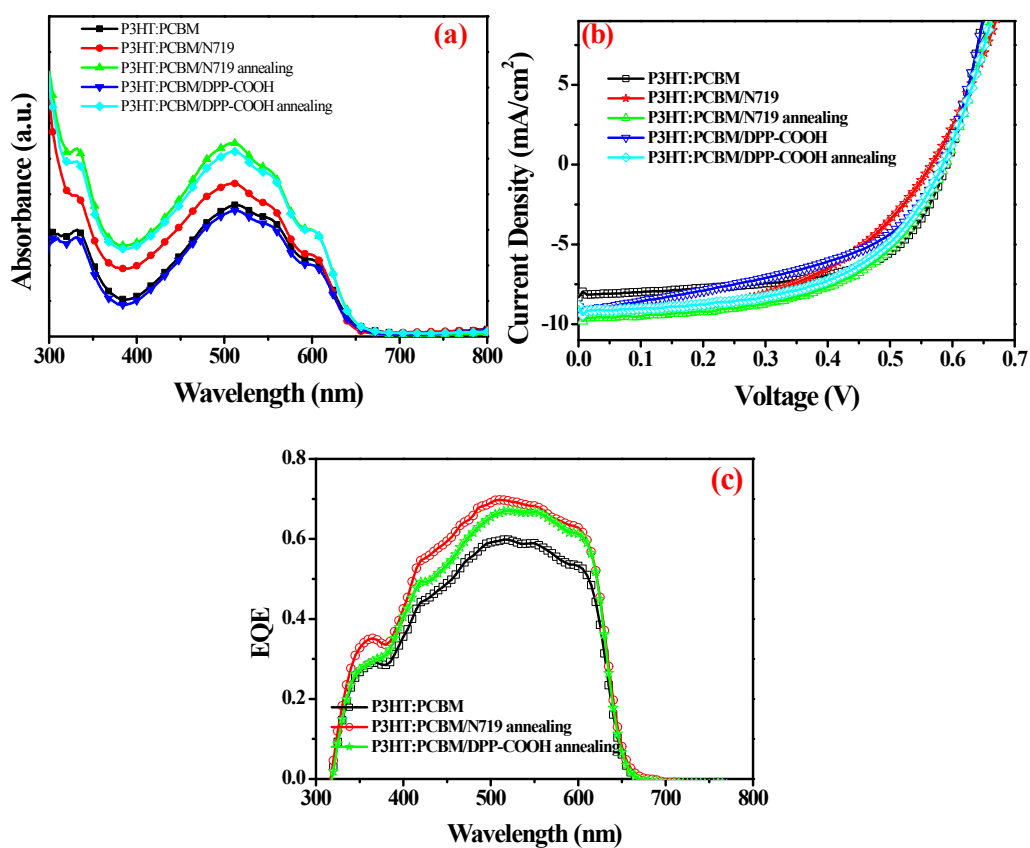 (a)
P3HT:PCBM
P3HT:PCBM/N719
P3HT:PCBM/N719 annealing
P3HT:PCBM/DPP-COOH
P3HT:PCBM/DPP-COOH annealing
Absorbance (a.u.)
300 400 500 600 700 800
Wavelength (nm)
(b)
P3HT:PCBM
P3HT:PCBM/N719
P3HT:PCBM/N719 annealing
P3HT:PCBM/DPP-COOH
P3HT:PCBM/DPP-COOH annealing
Current Density (mA/cm²)
5
0
-5
-10
0.0 0.1 0.2 0.3 0.4 0.5 0.6 0.7
Voltage (V)
(c)
0.8
0.6
0.4
0.2
0.0
EQE
P3HT:PCBM
P3HT:PCBM/N719 annealing
P3HT:PCBM/DPP-COOH annealing
300 400 500 600 700 800
Wavelength (nm)